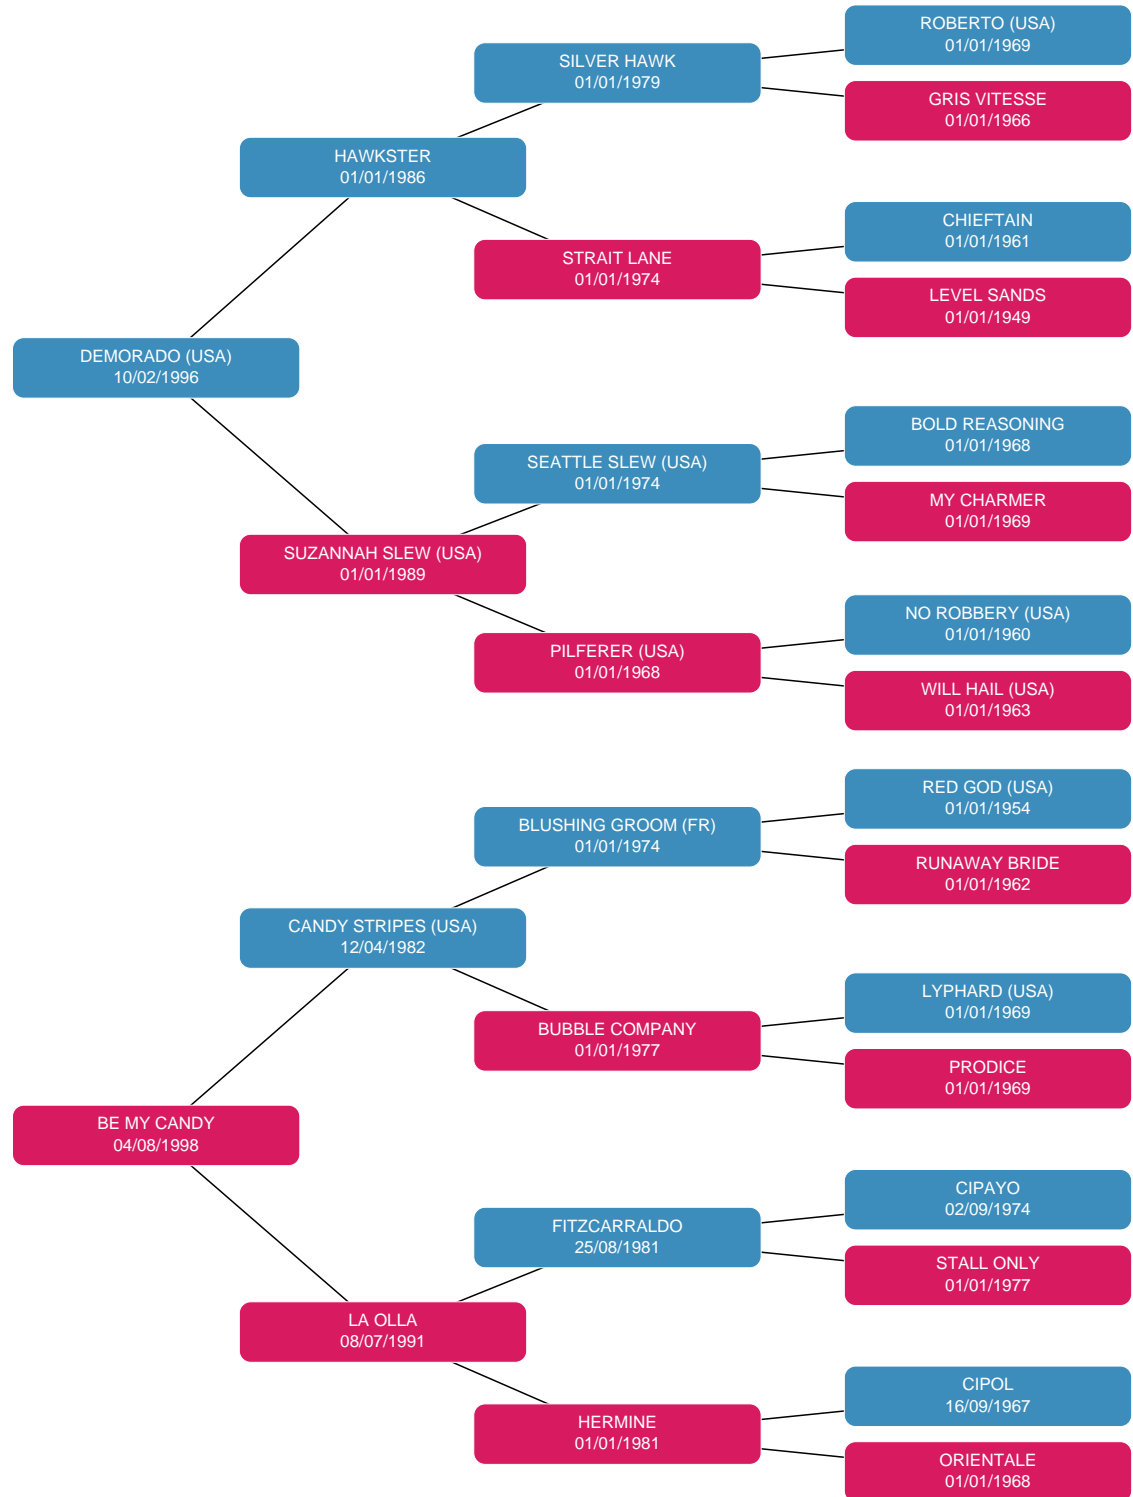 ROBERTO (USA)
01/01/1969
SILVER HAWK
01/01/1979
GRIS VITESSE
01/01/1966
HAWKSTER
01/01/1986
CHIEFTAIN
01/01/1961
STRAIT LANE
01/01/1974
LEVEL SANDS
01/01/1949
DEMORADO (USA)
10/02/1996
BOLD REASONING
01/01/1968
SEATTLE SLEW (USA)
01/01/1974
MY CHARMER
01/01/1969
SUZANNAH SLEW (USA)
01/01/1989
NO ROBBERY (USA)
01/01/1960
PILFERER (USA)
01/01/1968
WILL HAIL (USA)
01/01/1963
RED GOD (USA)
01/01/1954
BLUSHING GROOM (FR)
01/01/1974
RUNAWAY BRIDE
01/01/1962
CANDY STRIPES (USA)
12/04/1982
LYPHARD (USA)
01/01/1969
BUBBLE COMPANY
01/01/1977
PRODICE
01/01/1969
BE MY CANDY
04/08/1998
CIPAYO
02/09/1974
FITZCARRALDO
25/08/1981
STALL ONLY
01/01/1977
LA OLLA
08/07/1991
CIPOL
16/09/1967
HERMINE
01/01/1981
ORIENTALE
01/01/1968